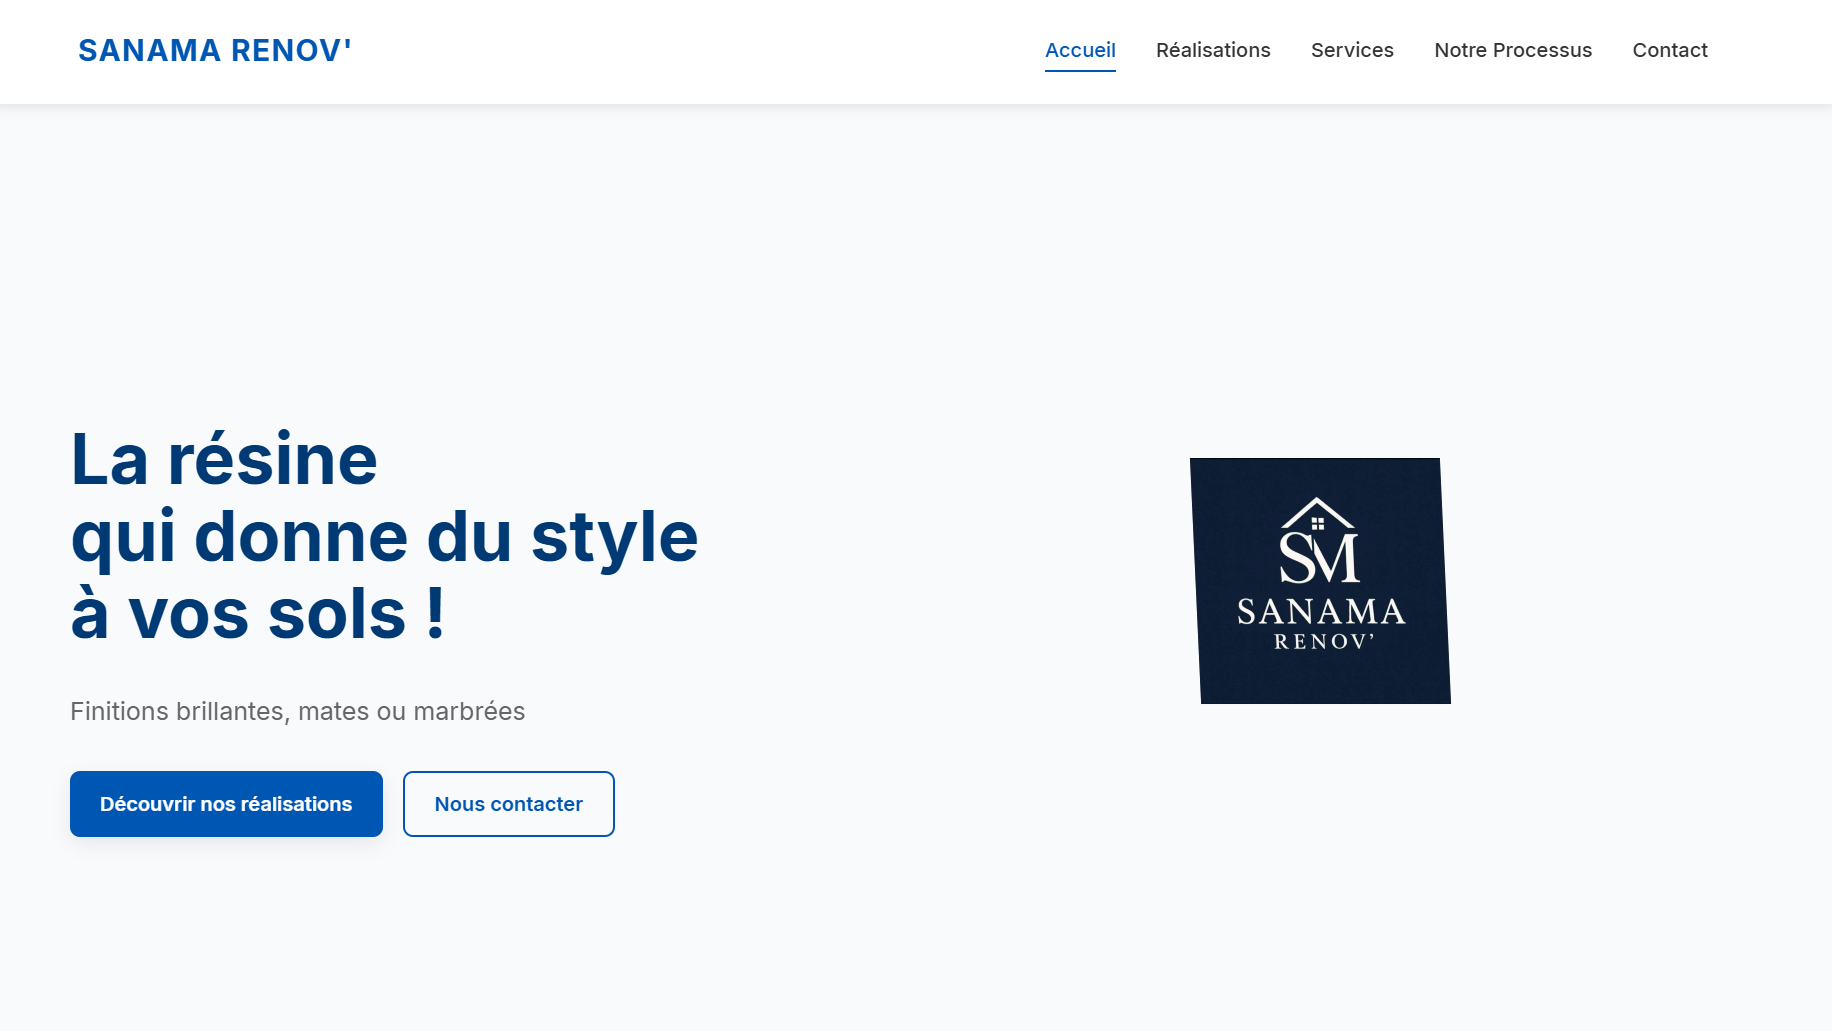 SANAMA RENOV'
Accueil
Réalisations
Services
Notre Processus
Contact
La résine
qui donne du style
à vos sols !
Finitions brillantes, mates ou marbrées
Découvrir nos réalisations
Nous contacter
SM
SANAMA
RENOV’